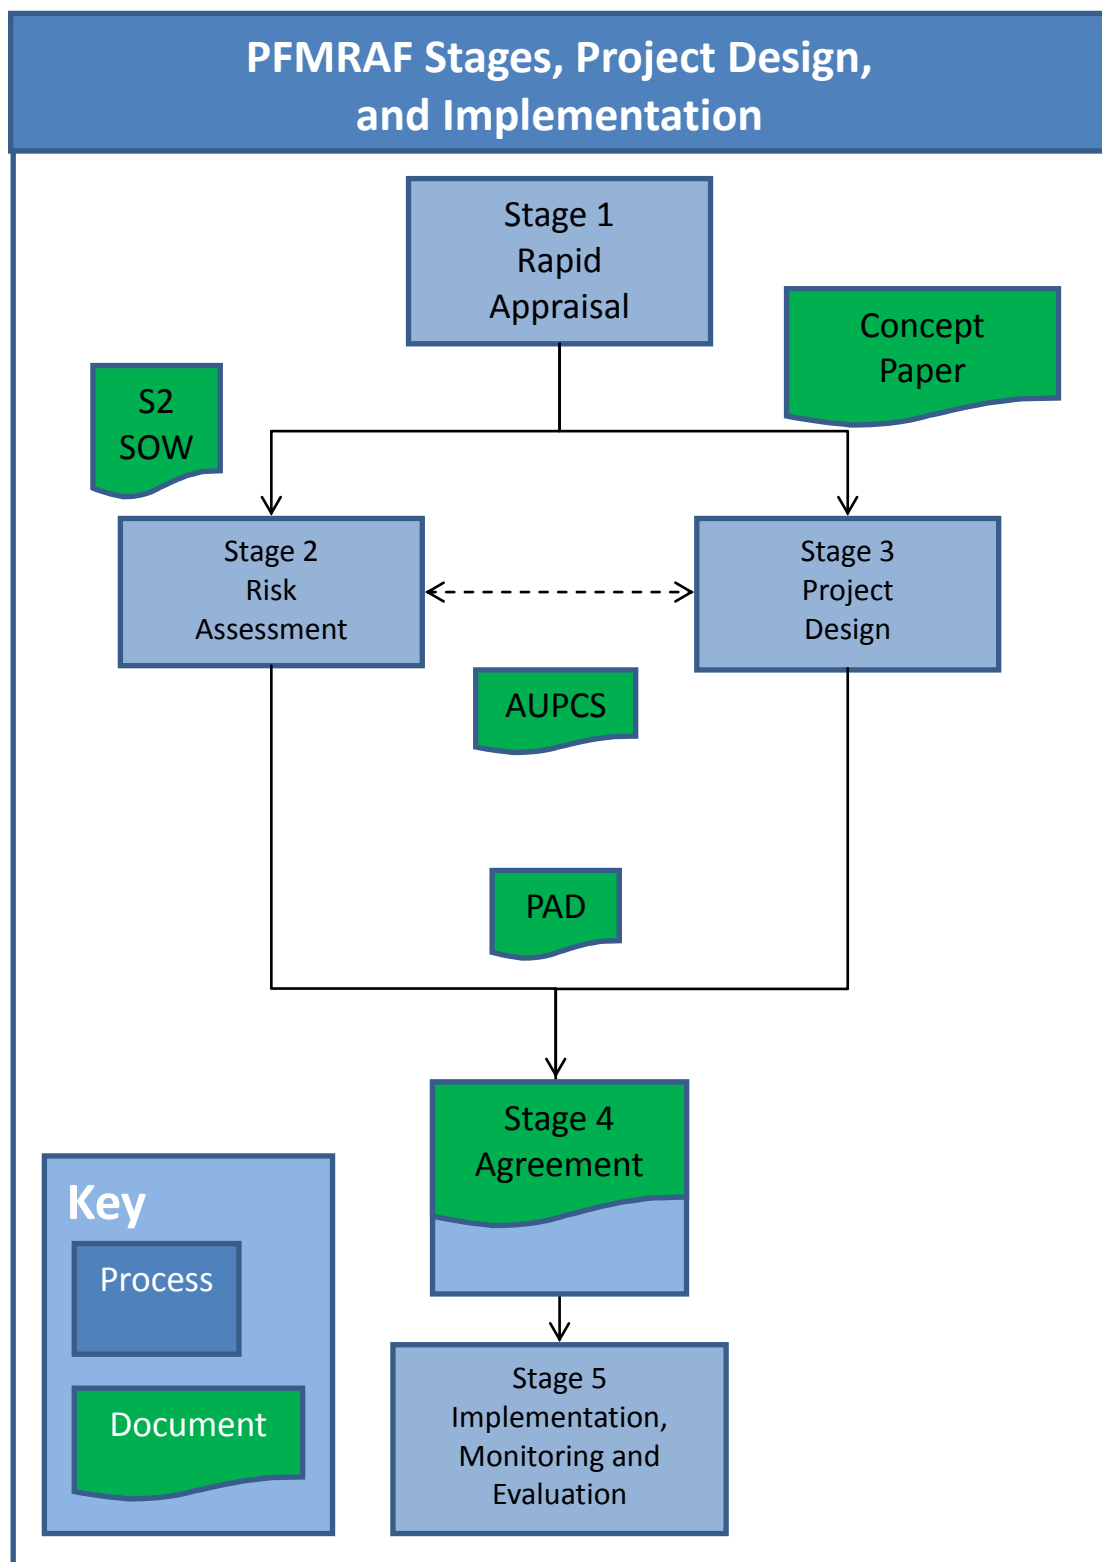 PFMRAF Stages, Project Design,
and Implementation
Stage 1
Rapid
Appraisal
Concept
Paper
S2
SOW
Stage 2
Risk
Assessment
Stage 3
Project
Design
AUPCS
PAD
Stage 4
Agreement
Key
Process
Document
Stage 5
Implementation,
Monitoring and
Evaluation